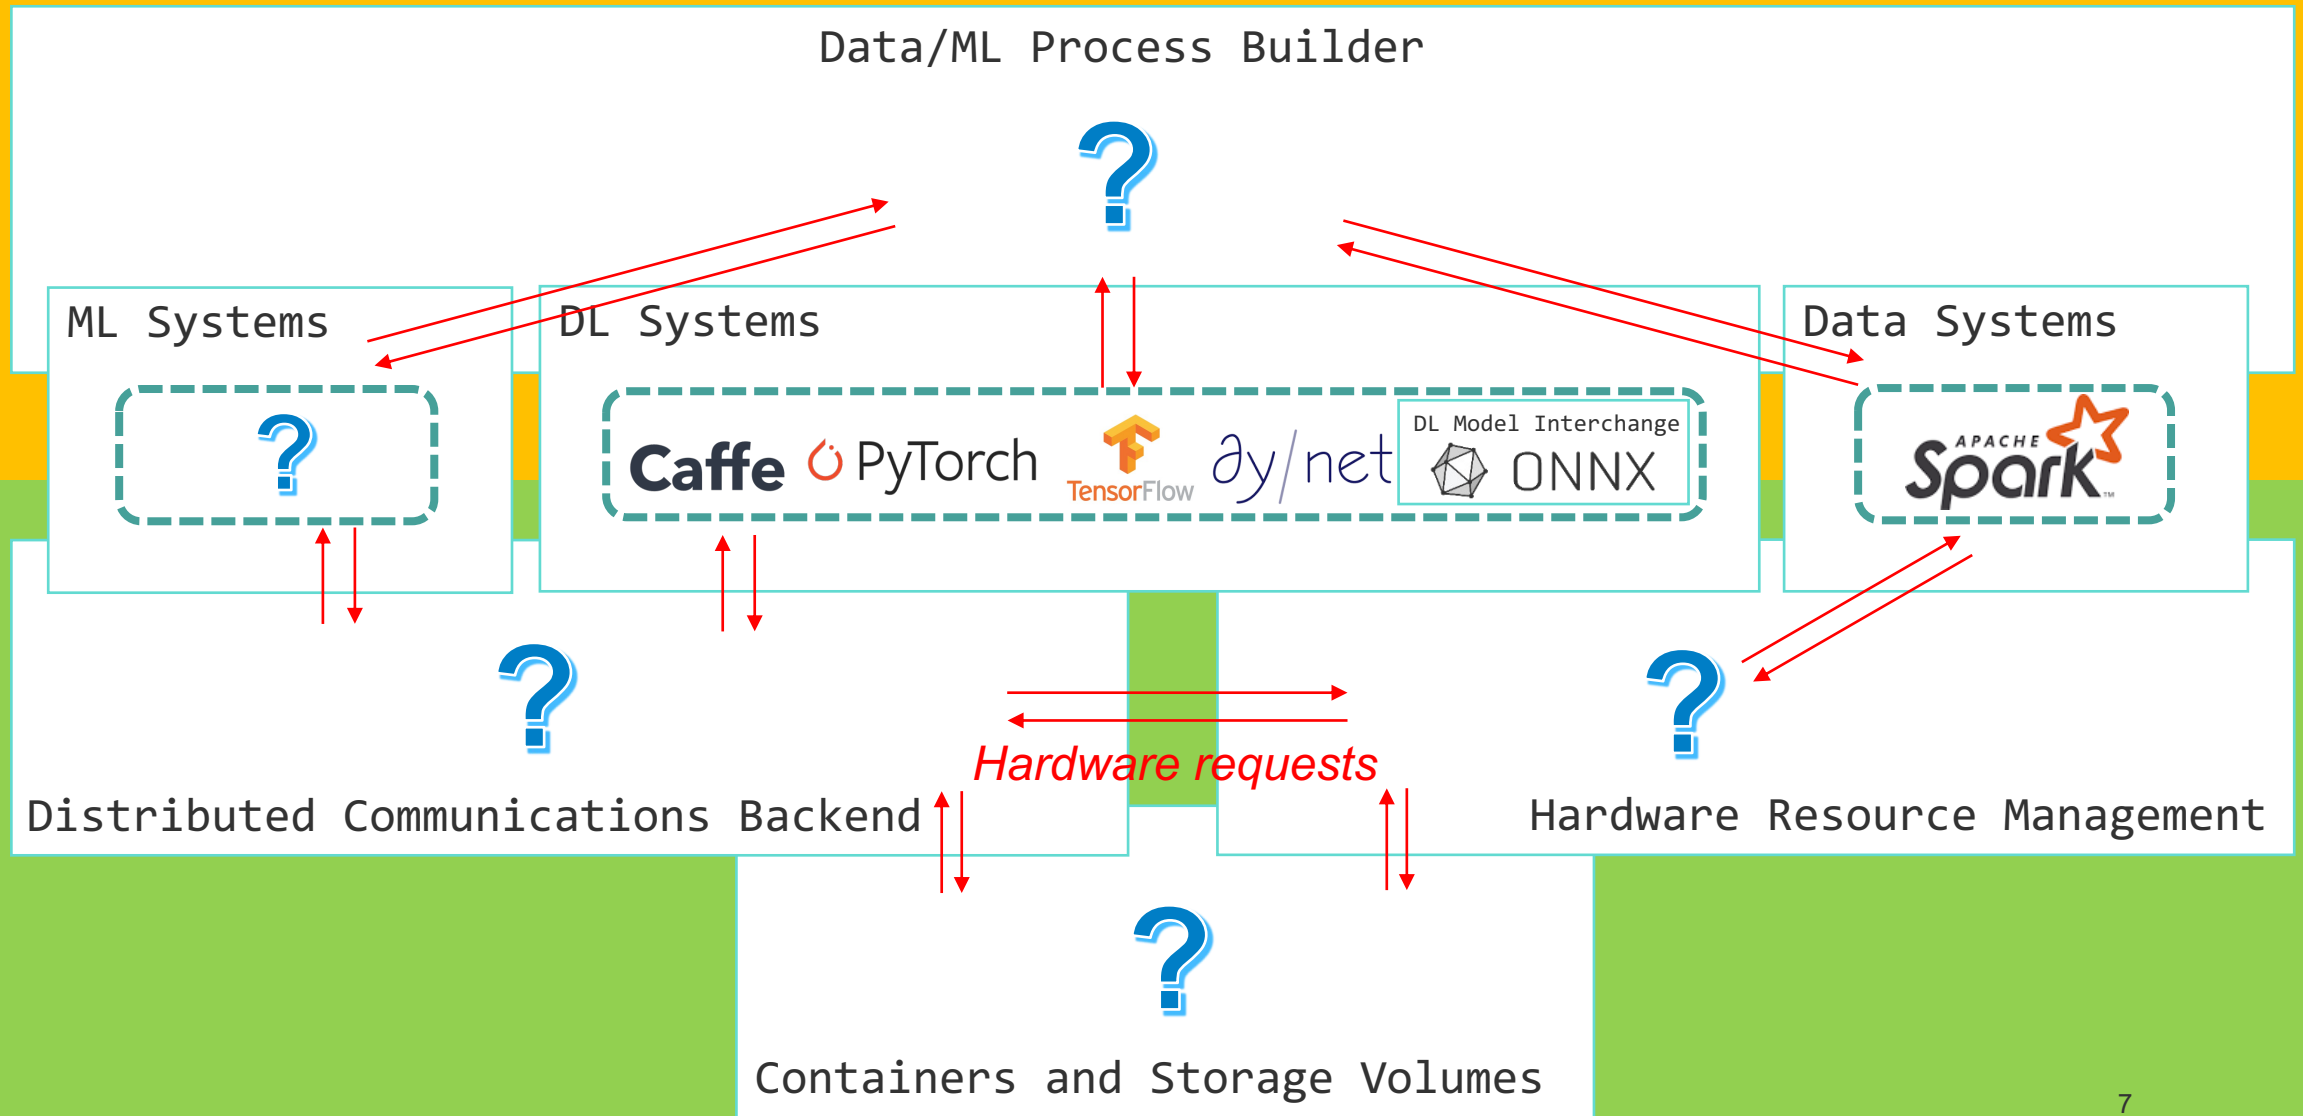 Data/ML Process Builder
?
ML Systems
DL Systems
Data Systems
?
Caffe
PyTorch
TensorFlow
dy/net
DL Model Interchange
ONNX
APACHE
Spark™
?
?
Hardware requests
Distributed Communications Backend
Hardware Resource Management
?
Containers and Storage Volumes
7